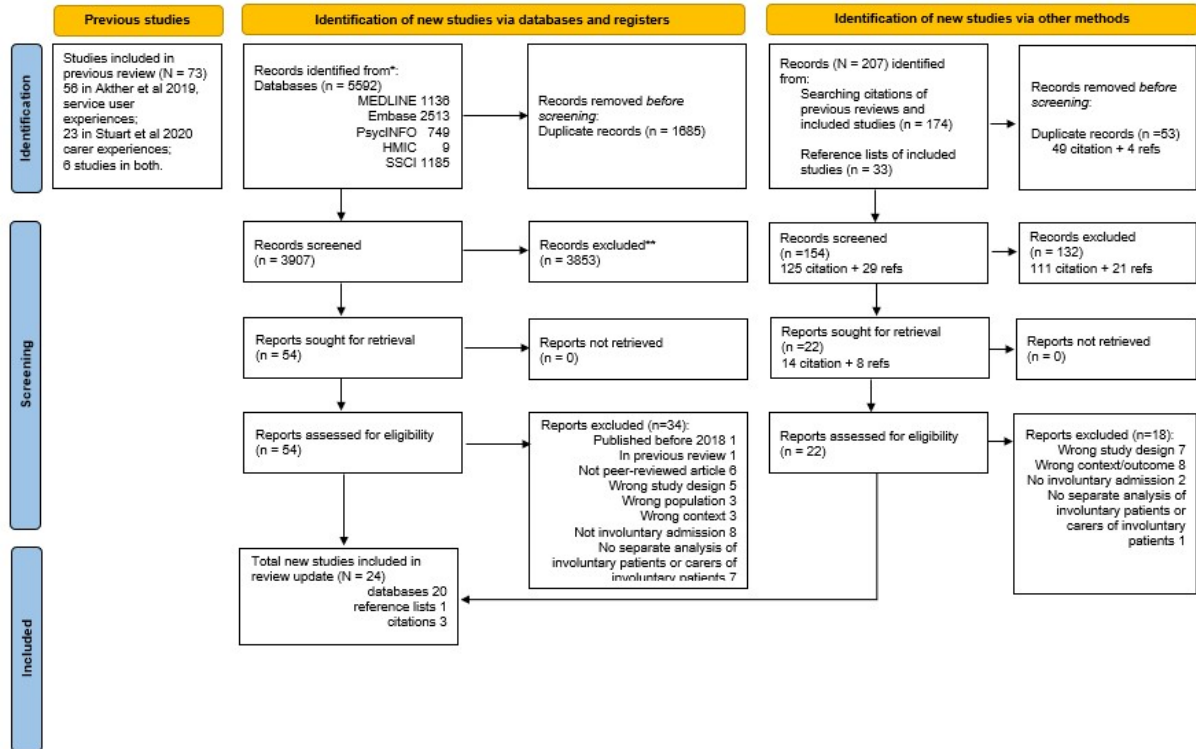 Previous studies
Identification of new studies via databases and registers
Identification of new studies via other methods
Identification
Studies included in
previous review (N = 73)
56 in Akther et al 2019,
service user
experiences;
23 in Stuart et al 2020
carer experiences;
6 studies in both.
Records identified from*:
Databases (n = 5592)
MEDLINE 1136
Embase 2513
PsycINFO 749
HMIC 9
SSCI 1185
Records removed before
screening:
Duplicate records (n = 1685)
Records (N = 207) identified
from:
Searching citations of
previous reviews and
included studies (n = 174)
Reference lists of included
studies (n = 33)
Records removed before
screening:
Duplicate records (n =53)
49 citation + 4 refs
Screening
Records screened
(n = 3907)
Records excluded**
(n = 3853)
Records screened
(n =154)
125 citation + 29 refs
Records excluded
(n = 132)
111 citation + 21 refs
Reports sought for retrieval
(n = 54)
Reports not retrieved
(n = 0)
Reports sought for retrieval
(n =22)
14 citation + 8 refs
Reports not retrieved
(n = 0)
Reports assessed for eligibility
(n = 54)
Reports excluded (n=34):
Published before 2018 1
In previous review 1
Not peer-reviewed article 6
Wrong study design 5
Wrong population 3
Wrong context 3
Not involuntary admission 8
No separate analysis of
involuntary patients or carers of
involuntary patients 7
Reports assessed for eligibility
(n = 22)
Reports excluded (n=18):
Wrong study design 7
Wrong context/outcome 8
No involuntary admission 2
No separate analysis of
involuntary patients or
carers of involuntary
patients 1
Included
Total new studies included in
review update (N = 24)
databases 20
reference lists 1
citations 3